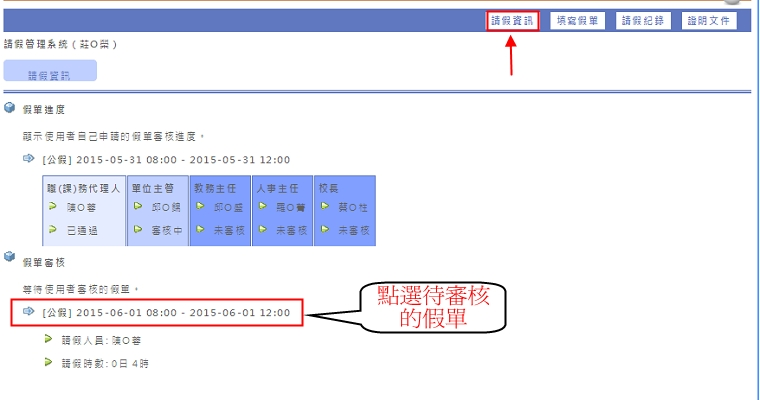 請假資訊 填寫假單 請假紀錄 證明文件
請假管理系統（莊O榮）
請假資訊
假單進度
顯示使用者自己申請的假單審核進度。
[公假] 2015-05-31 08:00 - 2015-05-31 12:00
職(課)務代理人 單位主管 教務主任 人事主任 校長
陳O蓉 邱O錦 邱O盛 羅O菁 蔡O柱
已通過 審核中 未審核 未審核 未審核
假單審核
等待使用者審核的假單。
[公假] 2015-06-01 08:00 - 2015-06-01 12:00
點選待審核
的假單
請假人員: 陳O蓉
請假時數: 0日 4時